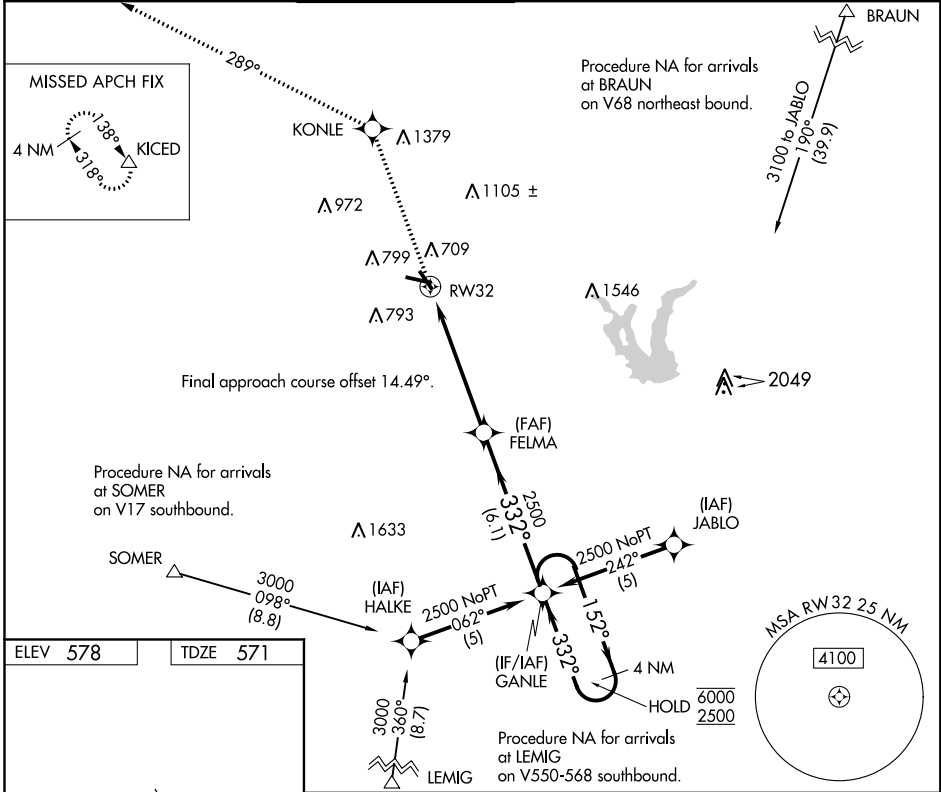 BRAUN
289°
Procedure NA for arrivals
at BRAUN
on V68 northeast bound.
3100 to JABLO
190°
(39.9)
MISSED APCH FIX
138°
4 NM
KICED
318°
KONLE
1379
1105 ±
972
799
709
RW32
1546
793
2049
Final approach course offset 14.49°.
(FAF)
FELMA
Procedure NA for arrivals
at SOMER
on V17 southbound.
2500
332°
(6.1)
(IAF)
JABLO
1633
2500 NoPT
242°
(5)
SOMER
3000
098°
(8.8)
(IAF)
HALKE
2500 NoPT
062°
(5)
152°
332°
(IF/IAF)
GANLE
4 NM
HOLD
6000
2500
MSA RW32 25 NM
4100
ELEV 578
TDZE 571
3000
360°
(8.7)
LEMIG
Procedure NA for arrivals
at LEMIG
on V550-568 southbound.